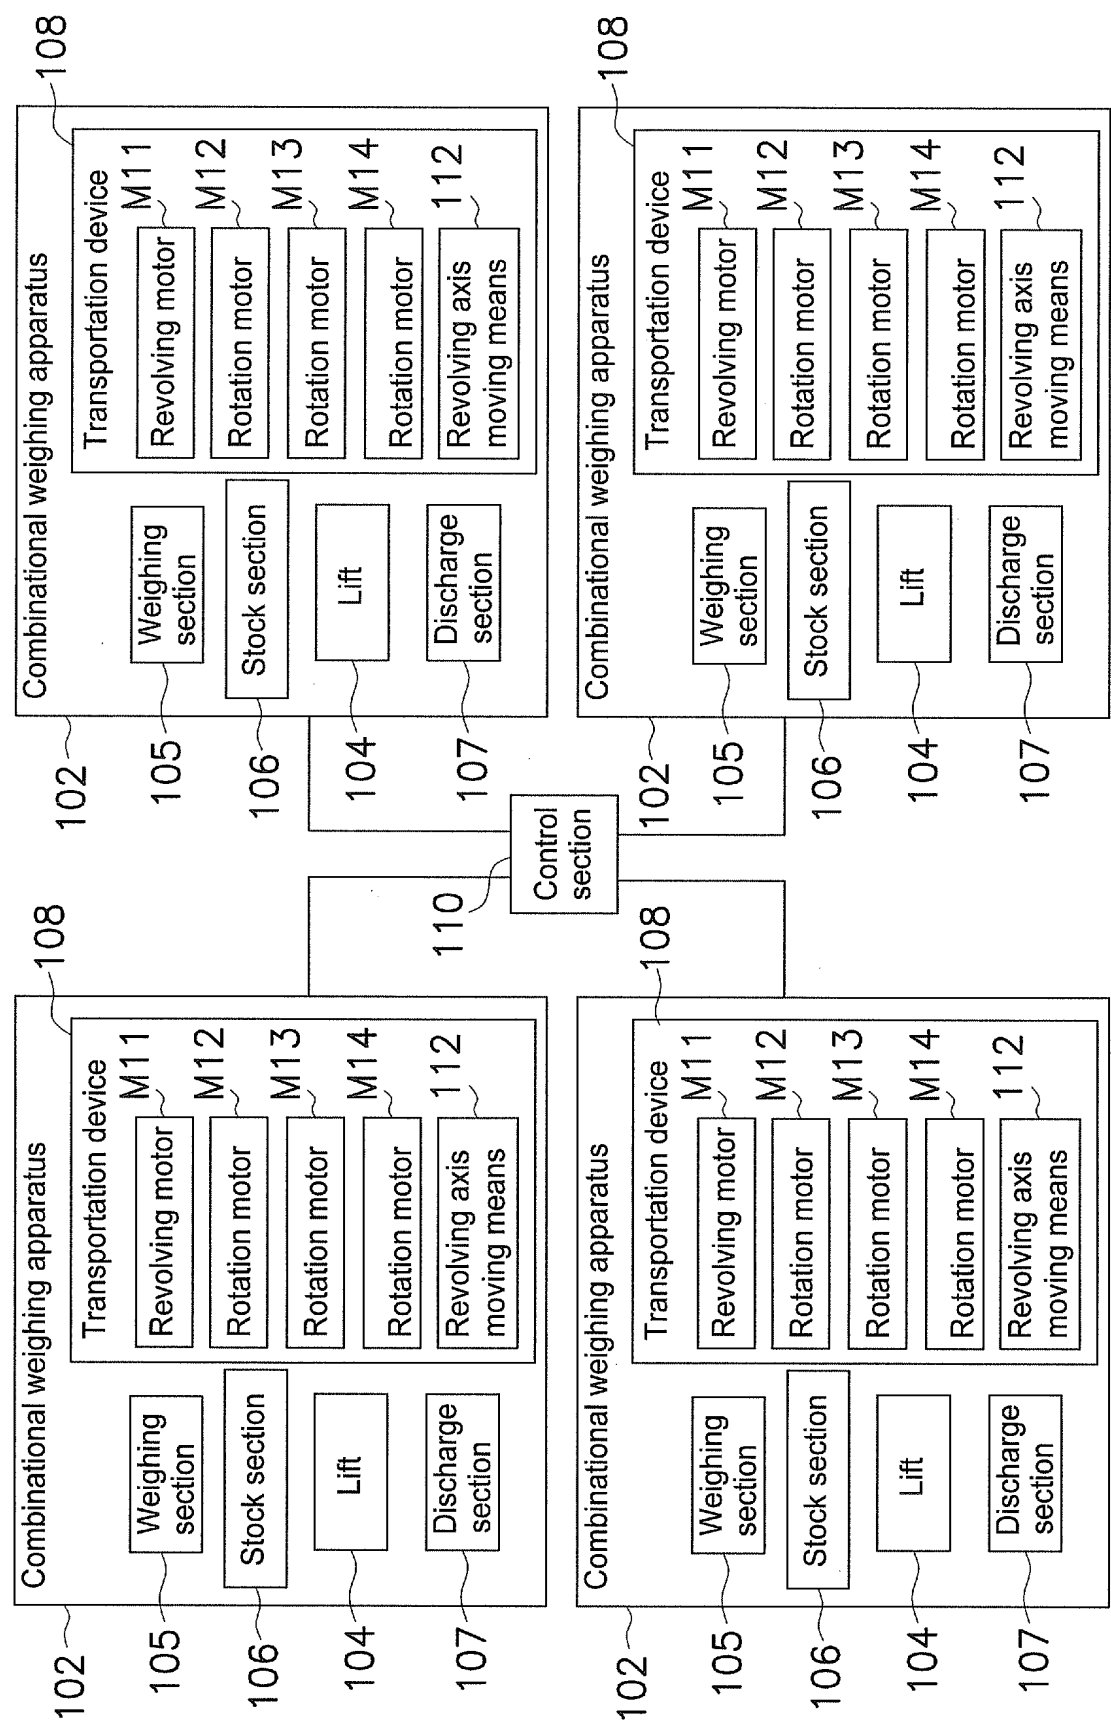 102
Combinational weighing apparatus
108
Transportation device
105
Weighing
section
Revolving motor
M11
106
Stock section
Rotation motor
M12
104
Lift
Rotation motor
M13
Rotation motor
M14
107
Discharge
section
Revolving axis
moving means
112
102
Combinational weighing apparatus
108
Transportation device
105
Weighing
section
Revolving motor
M11
106
Stock section
Rotation motor
M12
104
Lift
Rotation motor
M13
Rotation motor
M14
107
Discharge
section
Revolving axis
moving means
112
110
Control
section
102
Combinational weighing apparatus
108
Transportation device
105
Weighing
section
Revolving motor
M11
106
Stock section
Rotation motor
M12
104
Lift
Rotation motor
M13
Rotation motor
M14
107
Discharge
section
Revolving axis
moving means
112
102
Combinational weighing apparatus
108
Transportation device
105
Weighing
section
Revolving motor
M11
106
Stock section
Rotation motor
M12
104
Lift
Rotation motor
M13
Rotation motor
M14
107
Discharge
section
Revolving axis
moving means
112